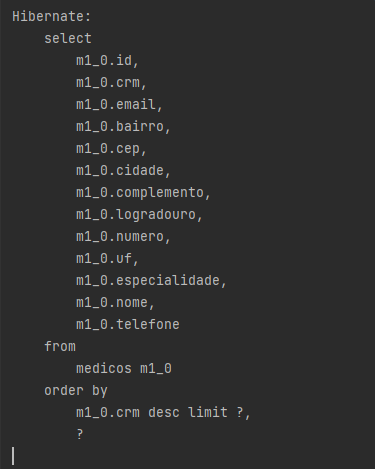 Hibernate:
    select
        m1_0.id,
        m1_0.crm,
        m1_0.email,
        m1_0.bairro,
        m1_0.cep,
        m1_0.cidade,
        m1_0.complemento,
        m1_0.logradouro,
        m1_0.numero,
        m1_0.uf,
        m1_0.especialidade,
        m1_0.nome,
        m1_0.telefone
    from
        medicos m1_0
    order by
        m1_0.crm desc limit ?,
        ?